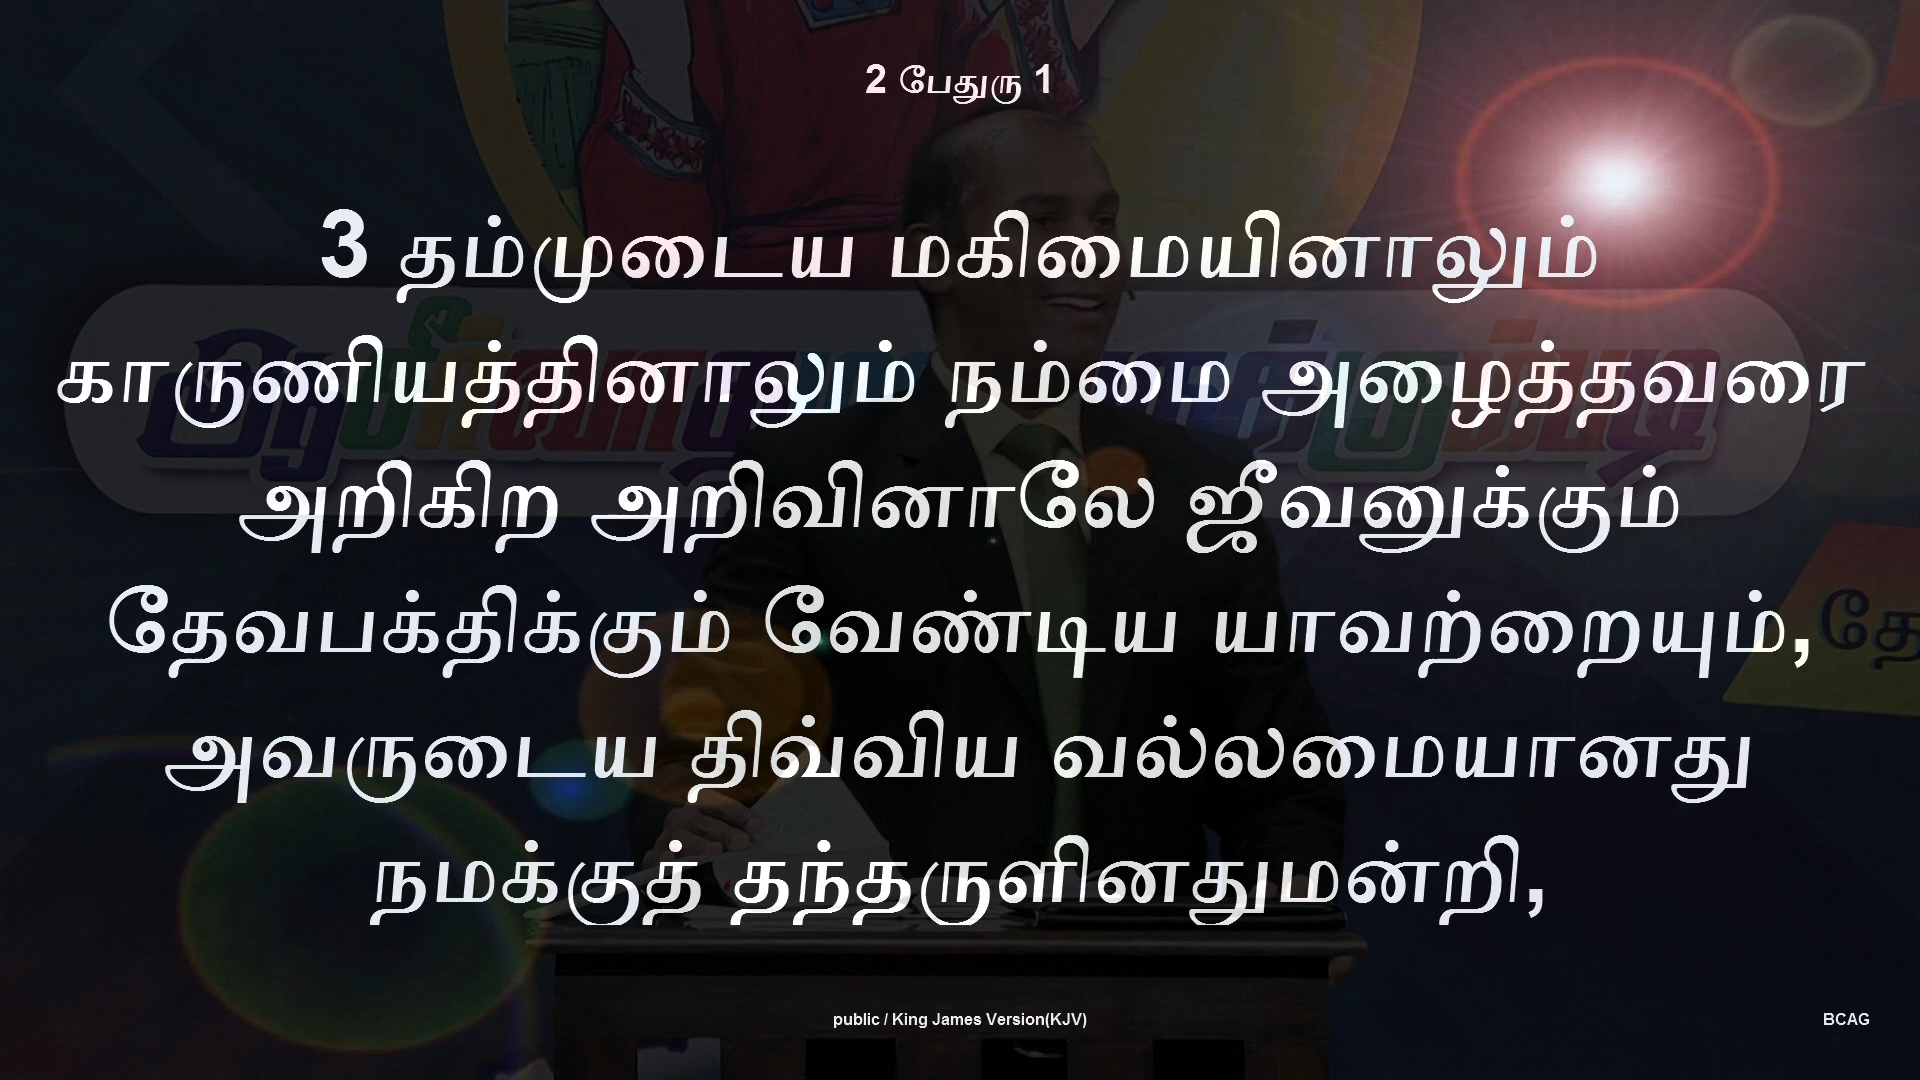 2 பேதுரு 1
3 தம்முடைய மகிமையினாலும்
காருணியத்தினாலும் நம்மை அழைத்தவரை
அறிகிற அறிவினாலே ஜீவனுக்கும்
தேவபக்திக்கும் வேண்டிய யாவற்றையும்,
அவருடைய திவ்விய வல்லமையானது
நமக்குத் தந்தருளினதுமன்றி,
public / King James Version(KJV)
BCAG